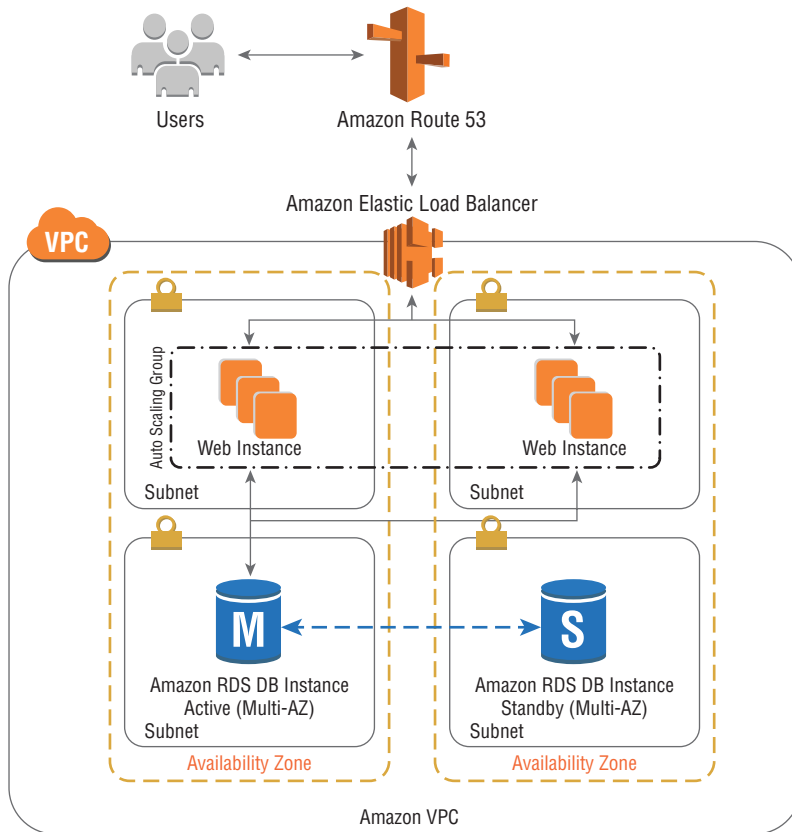 Users
Amazon Route 53
Amazon Elastic Load Balancer
VPC
Auto Scaling Group
Web Instance
Web Instance
Subnet
Subnet
M
S
Amazon RDS DB Instance
Active (Multi-AZ)
Amazon RDS DB Instance
Standby (Multi-AZ)
Subnet
Subnet
Availability Zone
Availability Zone
Amazon VPC